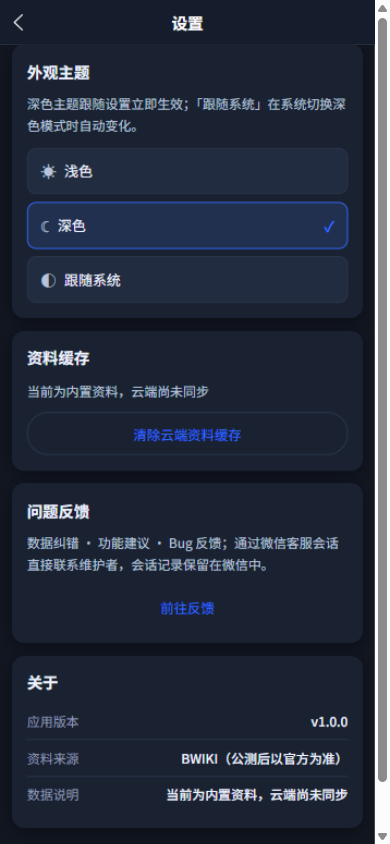 设置
外观主题
深色主题跟随设置立即生效；「跟随系统」在系统切换深
色模式时自动变化。
浅色
深色
跟随系统
资料缓存
当前为内置资料，云端尚未同步
清除云端资料缓存
问题反馈
数据纠错 · 功能建议 · Bug 反馈；通过微信客服会话
直接联系维护者，会话记录保留在微信中。
前往反馈
关于
应用版本 v1.0.0
资料来源 BWIKI（公测后以官方为准）
数据说明 当前为内置资料，云端尚未同步